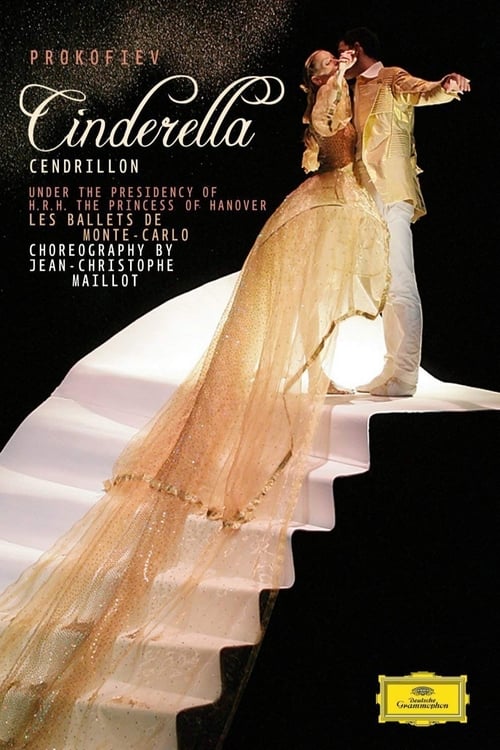 PROKOFIEV
Cinderella
CENDRILLON
UNDER THE PRESIDENCY OF
H.R.H. THE PRINCESS OF HANOVER
LES BALLETS DE
MONTE-CARLO
CHOREOGRAPHY BY
JEAN-CHRISTOPHE
MAILLOT
Deutsche
Grammophon